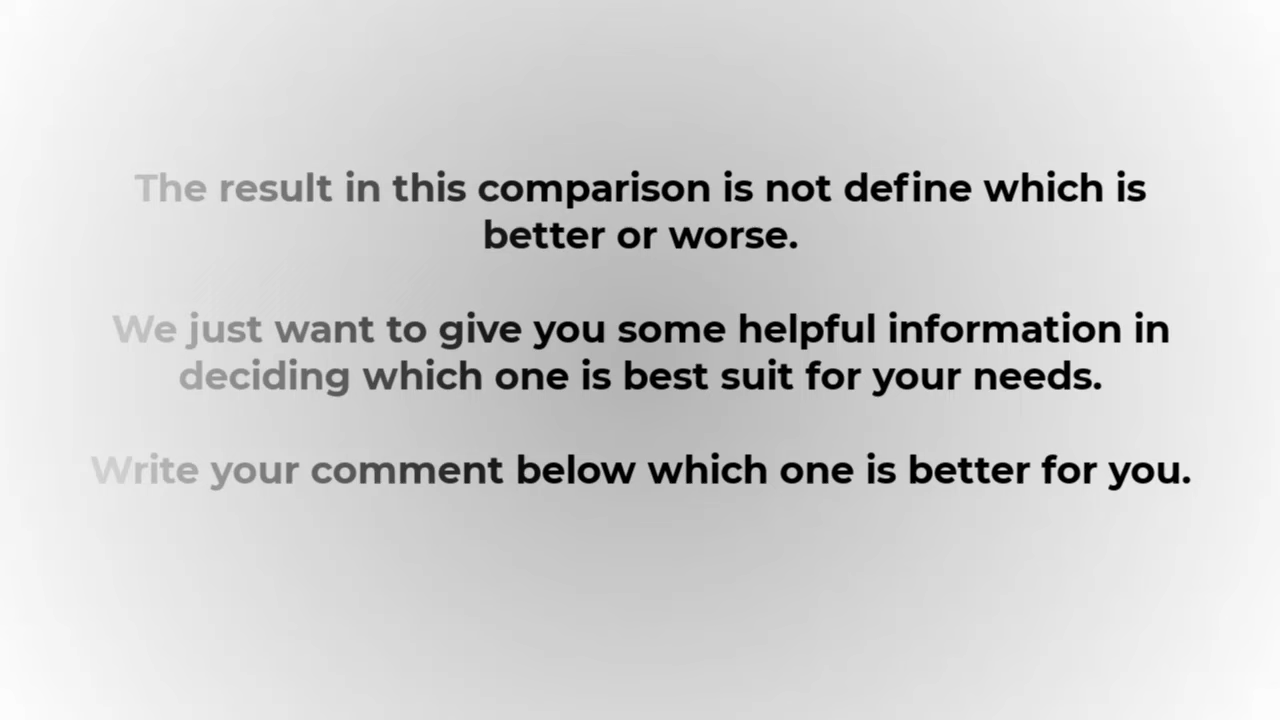 The result in this comparison is not define which is
better or worse.
We just want to give you some helpful information in
deciding which one is best suit for your needs.
Write your comment below which one is better for you.